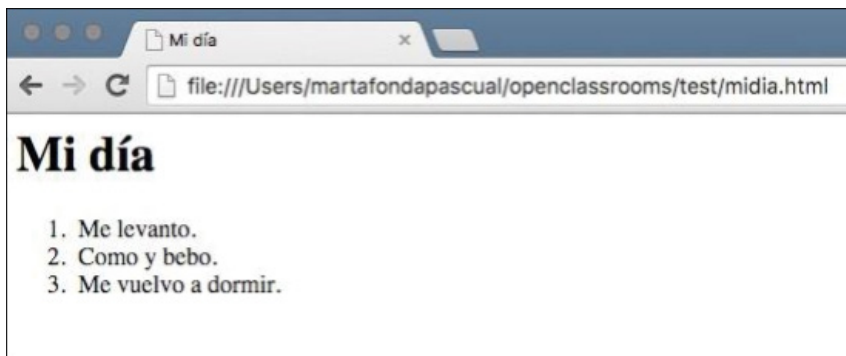 Mi día
file:///Users/martafondapascual/openclassrooms/test/midia.html
Mi día
1. Me levanto.
2. Como y bebo.
3. Me vuelvo a dormir.